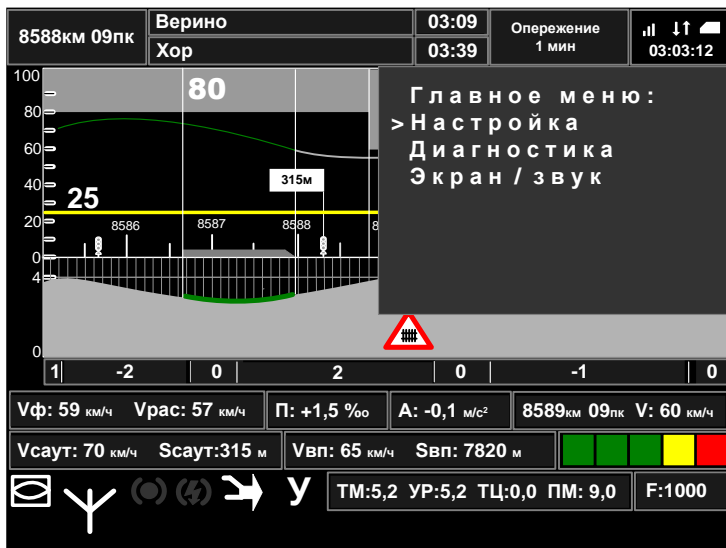 8588км 09пк
Верино
03:09
Хор
03:39
Опережение
1 мин
03:03:12
100
80
60
40
20
0
4
0
80
25
315м
8586
8587
8588
8
Главное меню:
>Настройка
Диагностика
Экран/звук
1 -2 0 2 0 -1 0
Vф: 59 км/ч Vрас: 57 км/ч
П: +1,5 ‰
А: -0,1 м/с²
8589км 09пк V: 60 км/ч
Vсаут: 70 км/ч Sсаут:315 м
Vвп: 65 км/ч Sвп: 7820 м
У
ТМ:5,2 УР:5,2 ТЦ:0,0 ПМ: 9,0
F:1000